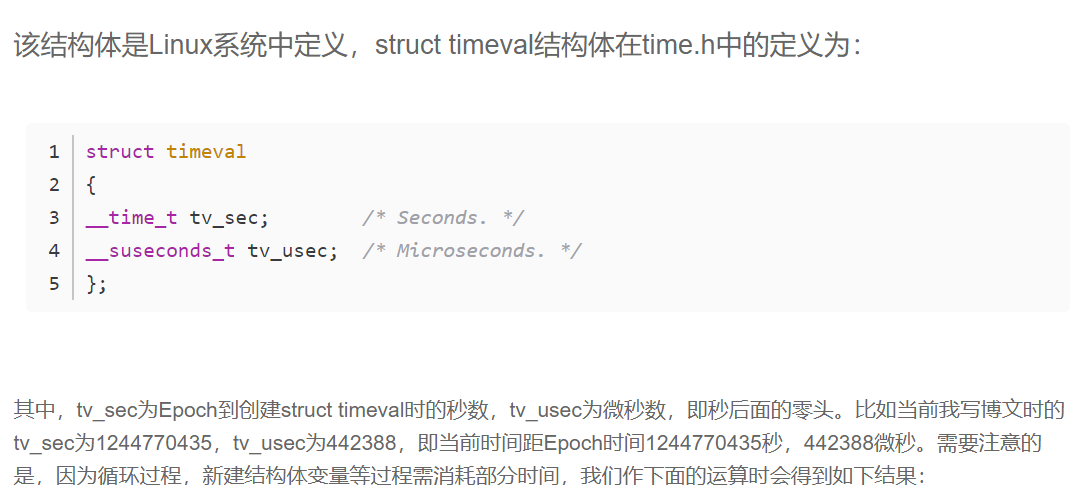 该结构体是Linux系统中定义，struct timeval结构体在time.h中的定义为：
1 struct timeval
2 {
3 __time_t tv_sec;        /* Seconds. */
4 __suseconds_t tv_usec;  /* Microseconds. */
5 };
其中，tv_sec为Epoch到创建struct timeval时的秒数，tv_usec为微秒数，即秒后面的零头。比如当前我写博文时的
tv_sec为1244770435，tv_usec为442388，即当前时间距Epoch时间1244770435秒，442388微秒。需要注意的
是，因为循环过程，新建结构体变量等过程需消耗部分时间，我们作下面的运算时会得到如下结果：